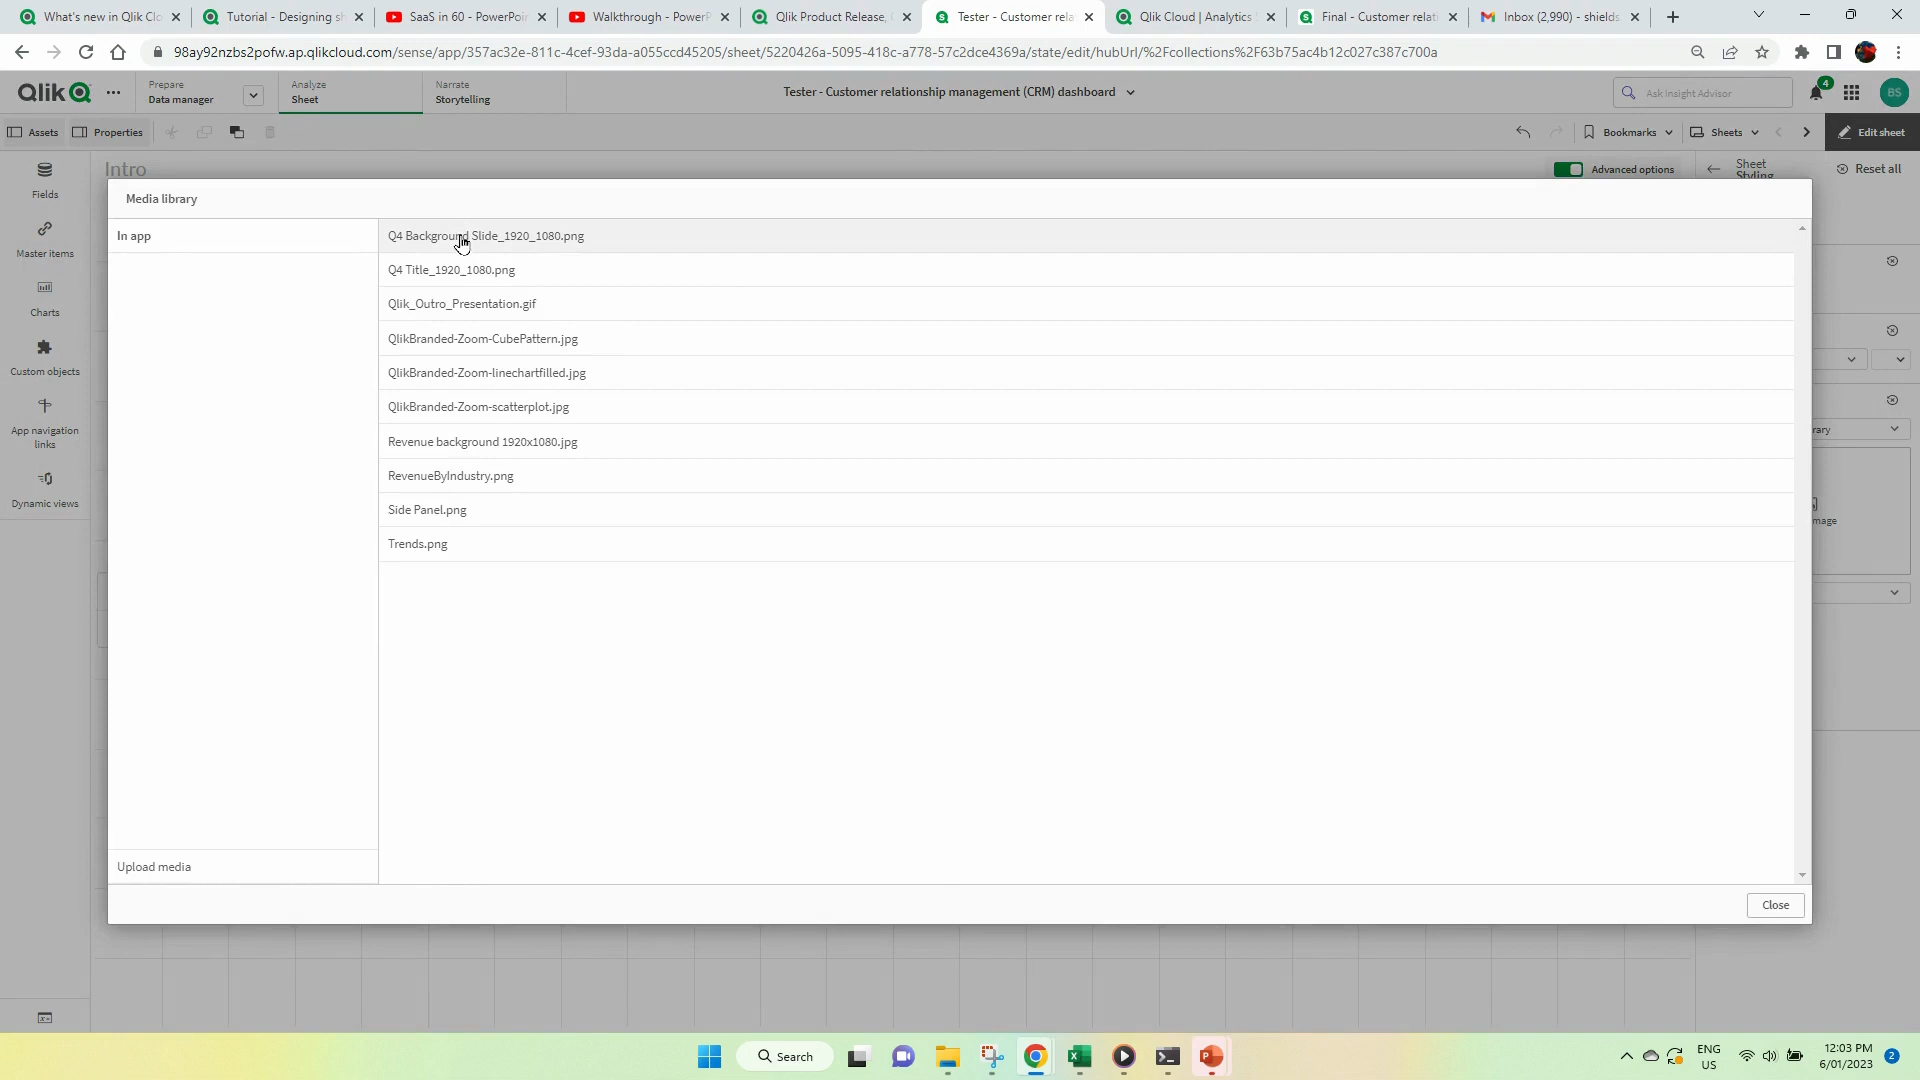 What's new in Qlik Clo
Tutorial - Designing sh
SaaS in 60 - PowerPoin
Walkthrough - PowerP
Qlik Product Release,
Tester - Customer rela
Qlik Cloud | Analytics
Final - Customer relati
Inbox (2,990) - shields
98ay92nzbs2pofw.ap.qlikcloud.com/sense/app/357ac32e-811c-4cef-93da-a055ccd45205/sheet/5220426a-5095-418c-a778-57c2dce4369a/state/edit/hubUrl/%2Fcollections%2F63b75ac4b12c027c387c700a
Qlik
Prepare
Data manager
Analyze
Sheet
Narrate
Storytelling
Tester - Customer relationship management (CRM) dashboard
Ask Insight Advisor
4
BS
Assets
Properties
Bookmarks
Sheets
Edit sheet
Intro
Advanced options
Sheet
Styling
Reset all
Fields
Master items
Charts
Custom objects
App navigation
links
Dynamic views
Media library
In app
Q4 Background Slide_1920_1080.png
Q4 Title_1920_1080.png
Qlik_Outro_Presentation.gif
QlikBranded-Zoom-CubePattern.jpg
QlikBranded-Zoom-linechartfilled.jpg
QlikBranded-Zoom-scatterplot.jpg
Revenue background 1920x1080.jpg
RevenueByIndustry.png
Side Panel.png
Trends.png
rary
mage
Upload media
Close
Search
ENG
US
12:03 PM
6/01/2023
2